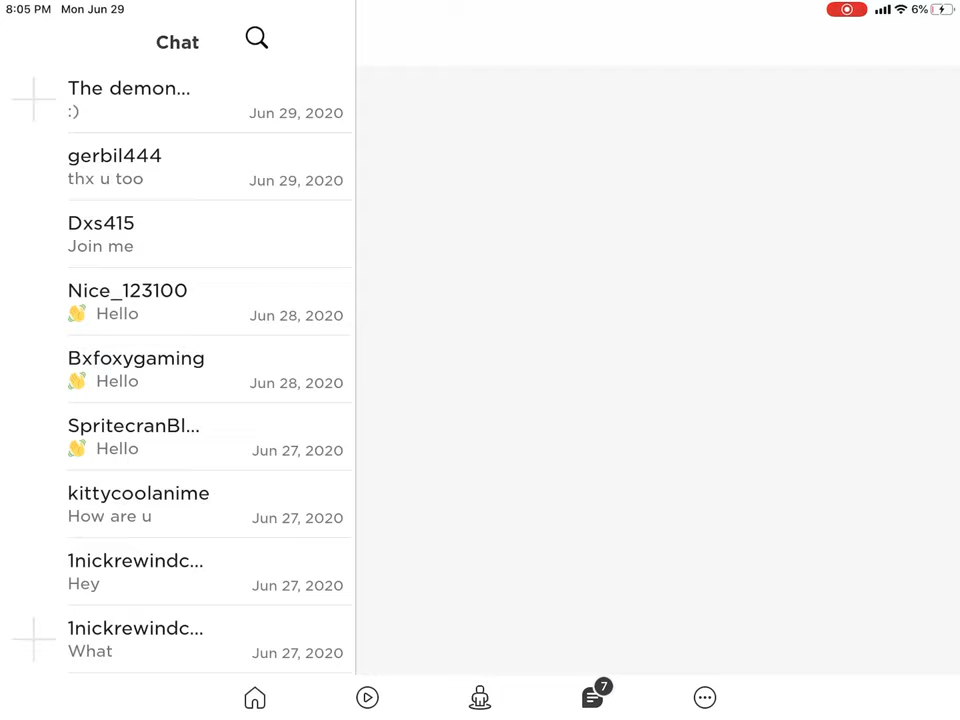 8:05 PM Mon Jun 29
6%
Chat
The demon...
:)
Jun 29, 2020
gerbil444
thx u too
Jun 29, 2020
Dxs415
Join me
Nice_123100
👋 Hello
Jun 28, 2020
Bxfoxygaming
👋 Hello
Jun 28, 2020
SpritecranBl...
👋 Hello
Jun 27, 2020
kittycoolanime
How are u
Jun 27, 2020
1nickrewindc...
Hey
Jun 27, 2020
1nickrewindc...
What
Jun 27, 2020
7